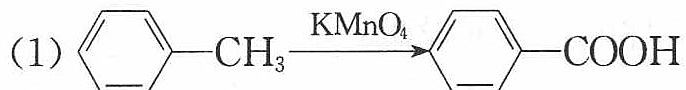 KMnO₄
(1) —CH₃ → —COOH